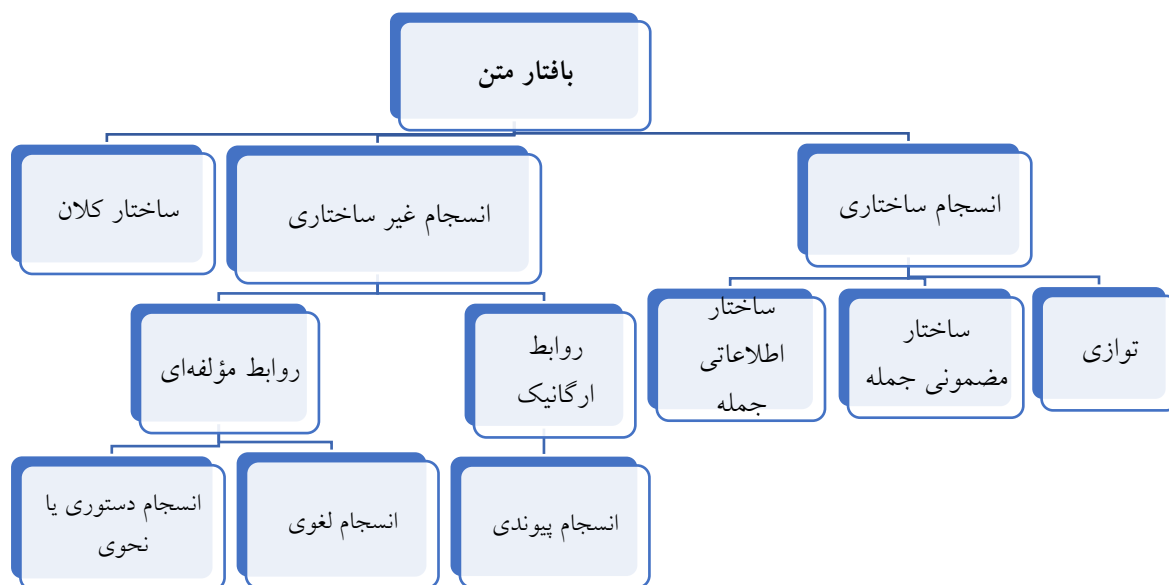 بافتار متن
انسجام ساختاری
انسجام غیر ساختاری
ساختار کلان
توازی
ساختار
مضمونی جمله
ساختار
اطلاعاتی
جمله
روابط
ارگانیک
روابط مؤلفه‌ای
انسجام پیوندی
انسجام لغوی
انسجام دستوری یا
نحوی